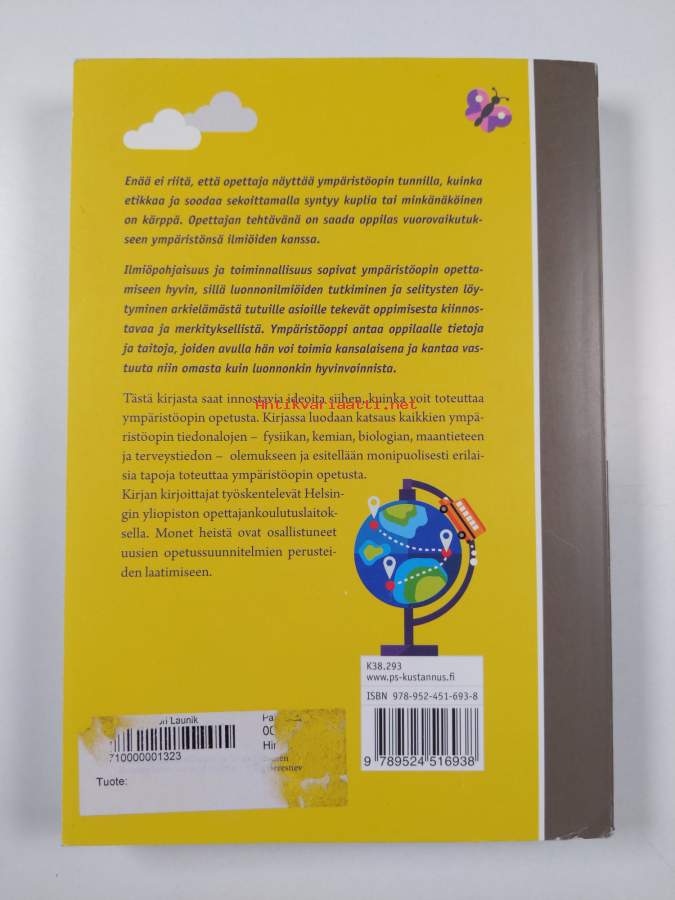 Enää ei riitä, että opettaja näyttää ympäristöopin tunnilla, kuinka
etikkaa ja soodaa sekoittamalla syntyy kuplia tai minkänäköinen
on kärppä. Opettajan tehtävänä on saada oppilas vuorovaikutuk-
seen ympäristönsä ilmiöiden kanssa.
Ilmiöpohjaisuus ja toiminnallisuus sopivat ympäristöopin opetta-
miseen hyvin, sillä luonnonilmiöiden tutkiminen ja selitysten löy-
tyminen arkielämästä tutuille asioille tekevät oppimisesta kiinnos-
tavaa ja merkityksellistä. Ympäristöoppi antaa oppilaalle tietoja
ja taitoja, joiden avulla hän voi toimia kansalaisena ja kantaa vas-
tuuta niin omasta kuin luonnonkin hyvinvoinnista.
Tästä kirjasta saat innostavia ideoita siihen, kuinka voit toteuttaa
Antikvariaatti.net
ympäristöopin opetusta. Kirjassa luodaan katsaus kaikkien ympä-
ristöopin tiedonalojen – fysiikan, kemian, biologian, maantieteen
ja terveystiedon – olemukseen ja esitellään monipuolisesti erilai-
sia tapoja toteuttaa ympäristöopin opetusta.
Kirjan kirjoittajat työskentelevät Helsin-
gin yliopiston opettajankoulutuslaitok-
sella. Monet heistä ovat osallistuneet
uusien opetussuunnitelmien perustei-
den laatimiseen.
K38.293
www.ps-kustannus.fi
ISBN 978-952-451-693-8
9 789524 516938
Launik
710000001323
Tuote: